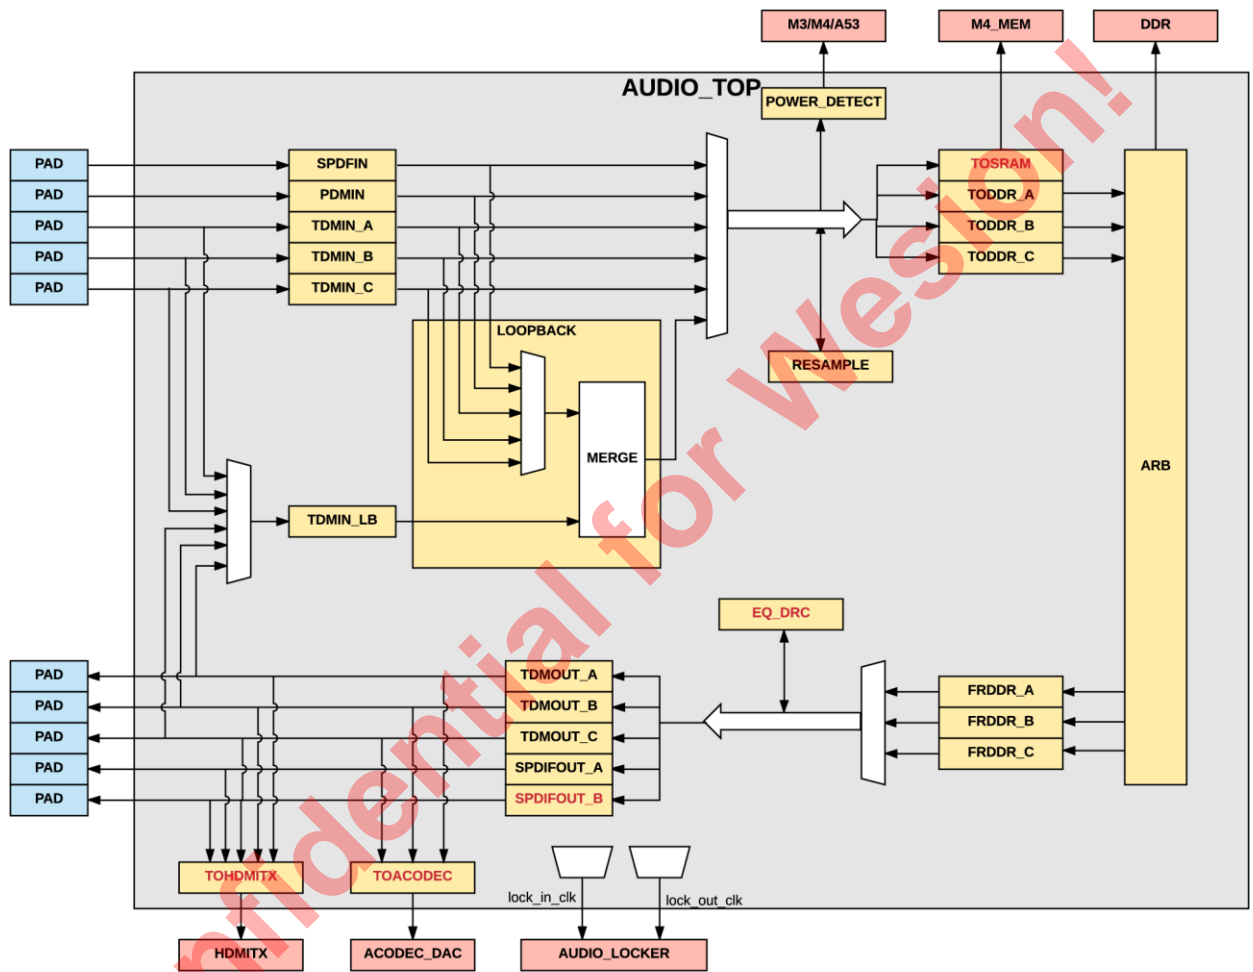 M3/M4/A53
M4_MEM
DDR
AUDIO_TOP
POWER_DETECT
PAD
SPDFIN
TOSRAM
PAD
PDMIN
TODDR_A
PAD
TDMIN_A
TODDR_B
PAD
TDMIN_B
TODDR_C
PAD
TDMIN_C
LOOPBACK
RESAMPLE
MERGE
ARB
TDMIN_LB
EQ_DRC
PAD
TDMOUT_A
FRDDR_A
PAD
TDMOUT_B
FRDDR_B
PAD
TDMOUT_C
FRDDR_C
PAD
SPDIFOUT_A
PAD
SPDIFOUT_B
TOHDMITX
TOACODEC
lock_in_clk
lock_out_clk
HDMITX
ACODEC_DAC
AUDIO_LOCKER
nfidential for Wesion!